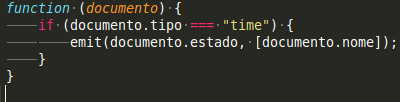 function (documento) {
    if (documento.tipo === "time") {
        emit(documento.estado, [documento.nome]);
    }
}